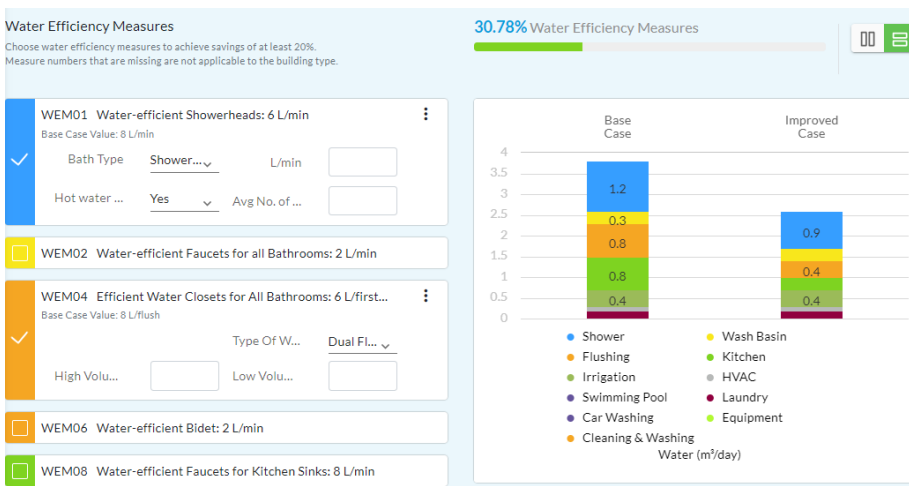 Water Efficiency Measures
Choose water efficiency measures to achieve savings of at least 20%.
Measure numbers that are missing are not applicable to the building type.
30.78% Water Efficiency Measures
WEM01 Water-efficient Showerheads: 6 L/min
Base Case Value: 8 L/min
Bath Type Shower... L/min
Hot water ... Yes Avg No. of ...
WEM02 Water-efficient Faucets for all Bathrooms: 2 L/min
WEM04 Efficient Water Closets for All Bathrooms: 6 L/first...
Base Case Value: 8 L/flush
Type Of W... Dual Fl...
High Volu... Low Volu...
WEM06 Water-efficient Bidet: 2 L/min
WEM08 Water-efficient Faucets for Kitchen Sinks: 8 L/min
Base
Case
Improved
Case
4
3.5
3
2.5
2
1.5
1
0.5
0
1.2
0.3
0.8
0.8
0.4
0.9
0.4
0.4
Shower
Wash Basin
Flushing
Kitchen
Irrigation
HVAC
Swimming Pool
Laundry
Car Washing
Equipment
Cleaning & Washing
Water (m³/day)